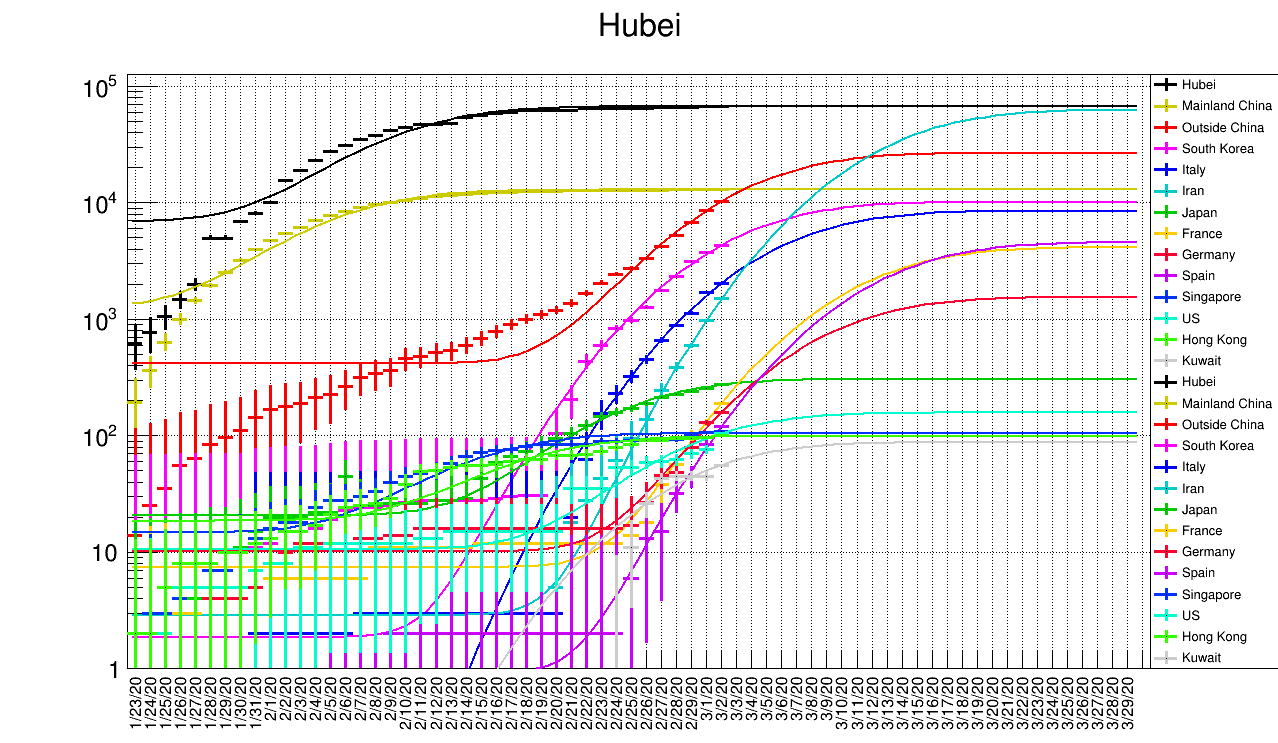 Hubei
10⁵
10⁴
10³
10²
10
1
1/23/20
1/24/20
1/25/20
1/26/20
1/27/20
1/28/20
1/29/20
1/30/20
1/31/20
2/1/20
2/2/20
2/3/20
2/4/20
2/5/20
2/6/20
2/7/20
2/8/20
2/9/20
2/10/20
2/11/20
2/12/20
2/13/20
2/14/20
2/15/20
2/16/20
2/17/20
2/18/20
2/19/20
2/20/20
2/21/20
2/22/20
2/23/20
2/24/20
2/25/20
2/26/20
2/27/20
2/28/20
2/29/20
3/1/20
3/2/20
3/3/20
3/4/20
3/5/20
3/6/20
3/7/20
3/8/20
3/9/20
3/10/20
3/11/20
3/12/20
3/13/20
3/14/20
3/15/20
3/16/20
3/17/20
3/18/20
3/19/20
3/20/20
3/21/20
3/22/20
3/23/20
3/24/20
3/25/20
3/26/20
3/27/20
3/28/20
3/29/20
Hubei
Mainland China
Outside China
South Korea
Italy
Iran
Japan
France
Germany
Spain
Singapore
US
Hong Kong
Kuwait
Hubei
Mainland China
Outside China
South Korea
Italy
Iran
Japan
France
Germany
Spain
Singapore
US
Hong Kong
Kuwait